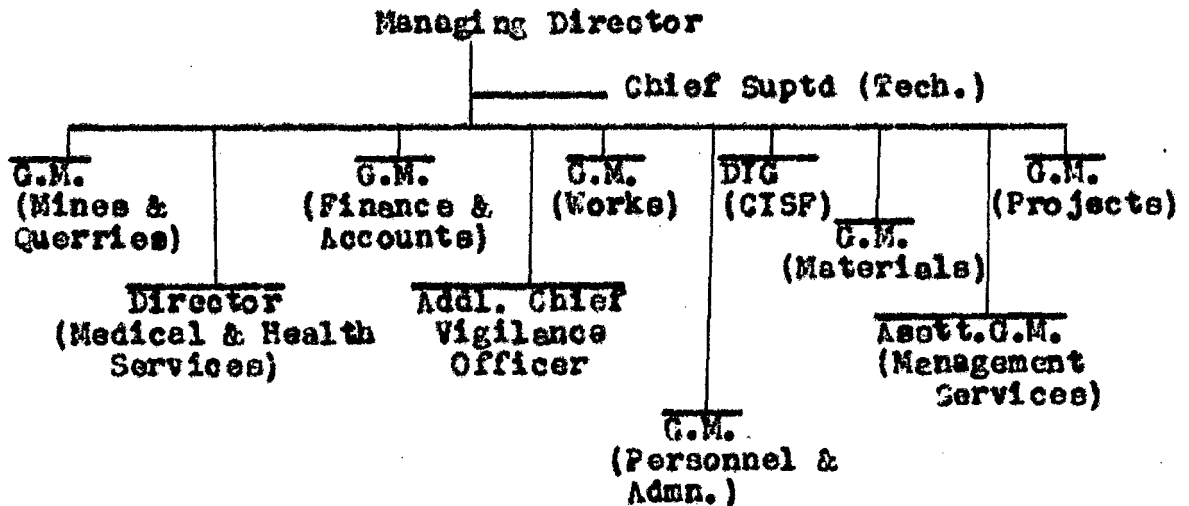 Managing Director
Chief Suptd (Tech.)
G.M.
(Mines &
Querries)
Director
(Medical & Health
Services)
G.M.
(Finance &
Accounts)
Addl. Chief
Vigilance
Officer
G.M.
(Works)
G.M.
(Personnel &
Admn.)
DIG
(CISF)
G.M.
(Materials)
Asstt.G.M.
(Management
Services)
G.M.
(Projects)